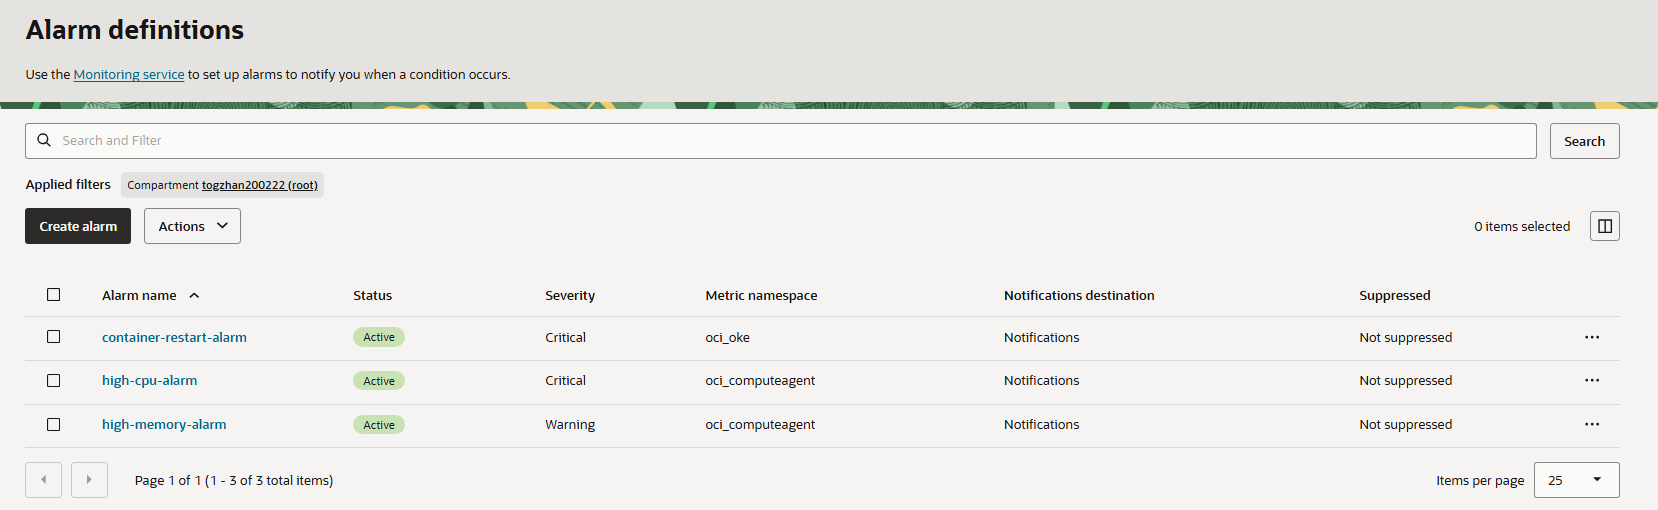 Alarm definitions
Use the Monitoring service to set up alarms to notify you when a condition occurs.
Search and Filter
Search
Applied filters Compartment togzhan200222 (root)
Create alarm Actions 0 items selected
Alarm name Status Severity Metric namespace Notifications destination Suppressed
container-restart-alarm Active Critical oci_oke Notifications Not suppressed
high-cpu-alarm Active Critical oci_computeagent Notifications Not suppressed
high-memory-alarm Active Warning oci_computeagent Notifications Not suppressed
Page 1 of 1 (1 - 3 of 3 total items) Items per page 25